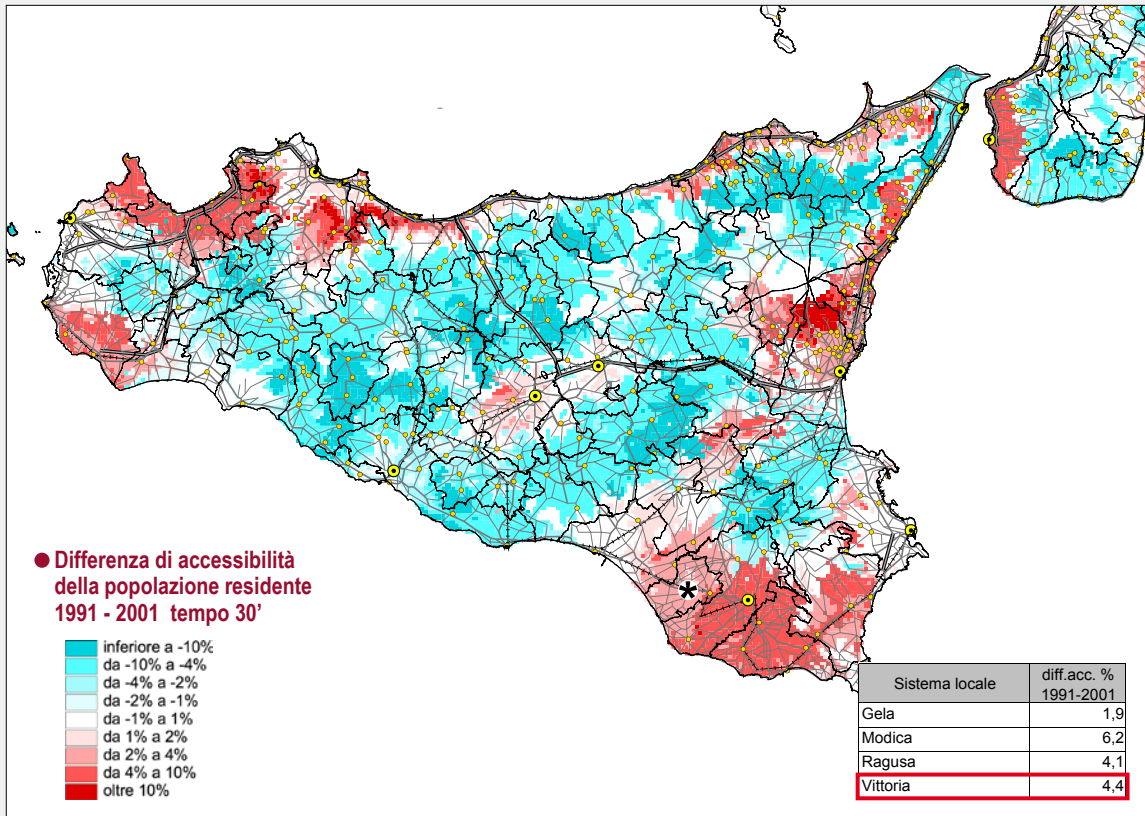 Differenza di accessibilità
della popolazione residente
1991 - 2001 tempo 30'
inferiore a -10%
da -10% a -4%
da -4% a -2%
da -2% a -1%
da -1% a 1%
da 1% a 2%
da 2% a 4%
da 4% a 10%
oltre 10%
Sistema locale diff.acc. %
1991-2001
Gela 1,9
Modica 6,2
Ragusa 4,1
Vittoria 4,4